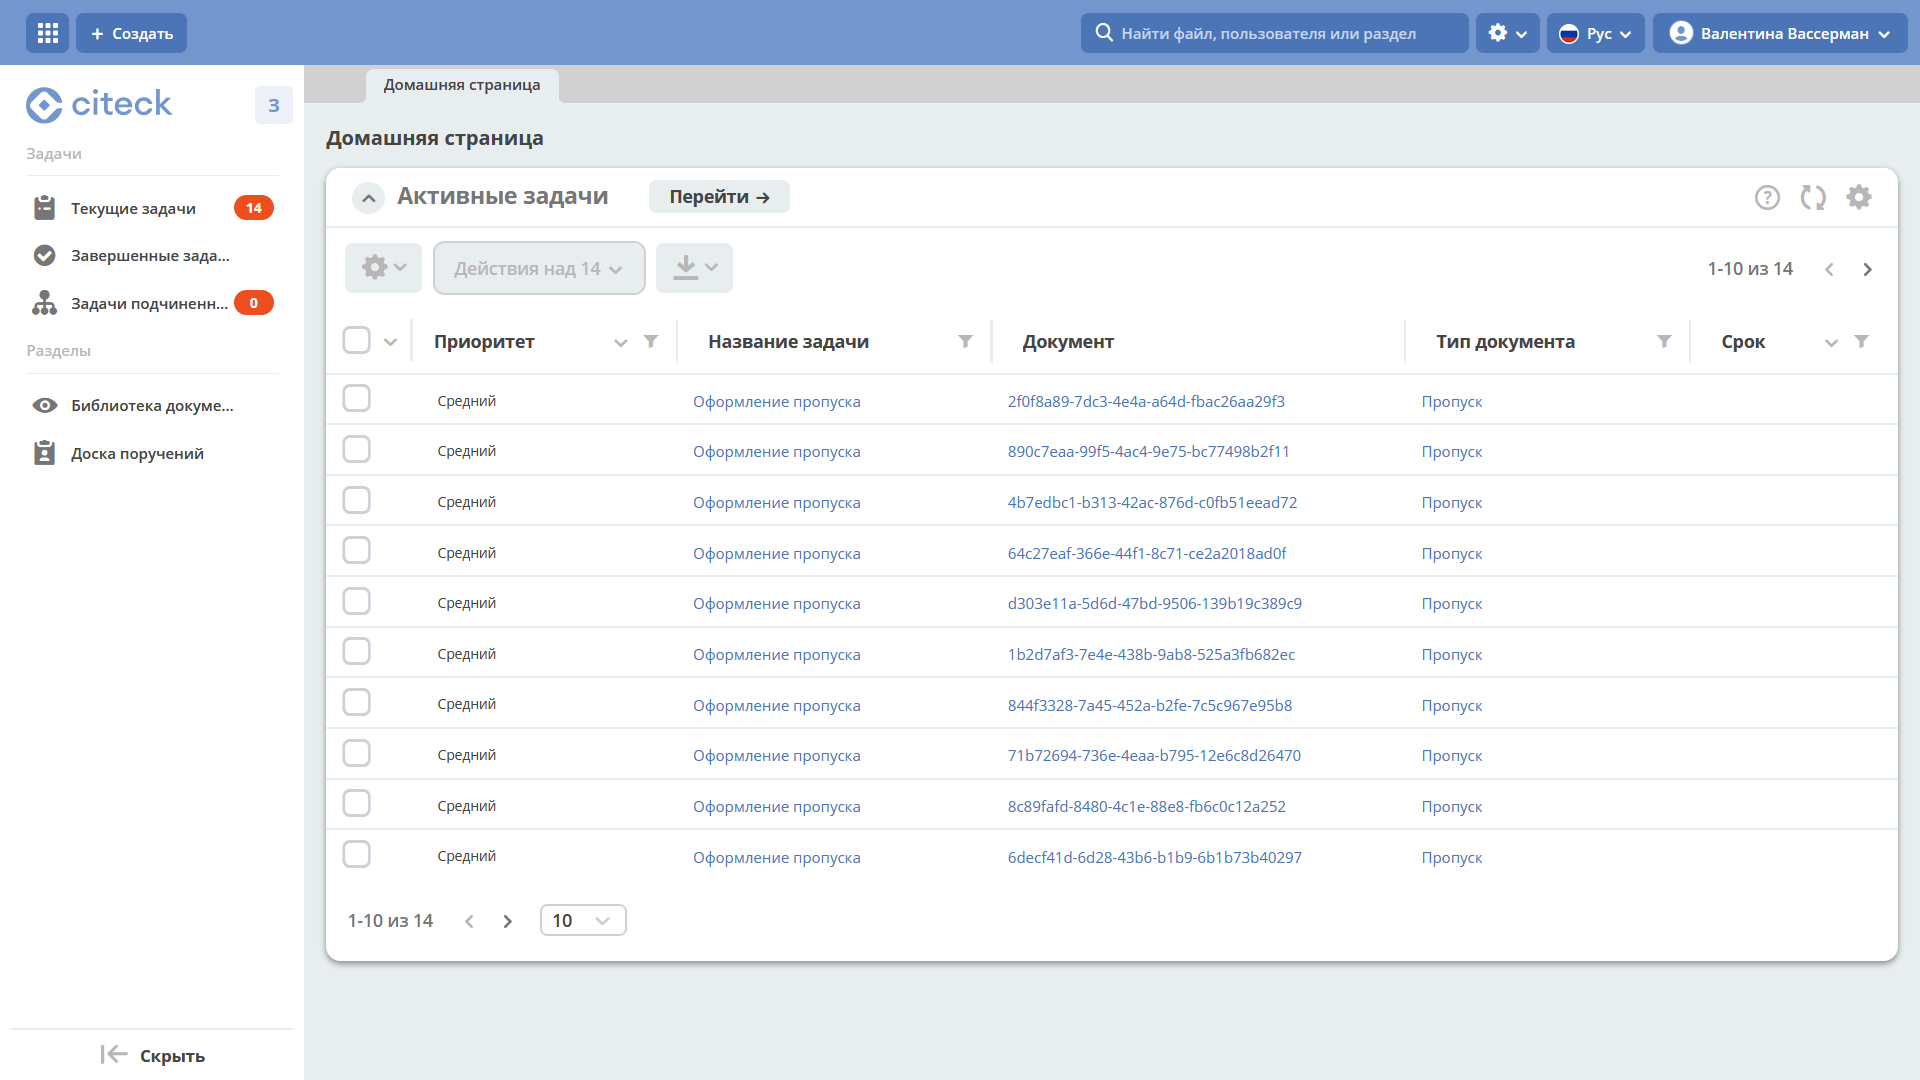 + Создать
Найти файл, пользователя или раздел
Рус
Валентина Вассерман
citeck
3
Домашняя страница
Задачи
Текущие задачи 14
Завершенные зада...
Задачи подчиненн... 0
Разделы
Библиотека докуме...
Доска поручений
Скрыть
Домашняя страница
Активные задачи
Перейти →
?
Действия над 14
1-10 из 14
Приоритет Название задачи Документ Тип документа Срок
Средний Оформление пропуска 2f0f8a89-7dc3-4e4a-a64d-fbac26aa29f3 Пропуск
Средний Оформление пропуска 890c7eaa-99f5-4ac4-9e75-bc77498b2f11 Пропуск
Средний Оформление пропуска 4b7edbc1-b313-42ac-876d-c0fb51eead72 Пропуск
Средний Оформление пропуска 64c27eaf-366e-44f1-8c71-ce2a2018ad0f Пропуск
Средний Оформление пропуска d303e11a-5d6d-47bd-9506-139b19c389c9 Пропуск
Средний Оформление пропуска 1b2d7af3-7e4e-438b-9ab8-525a3fb682ec Пропуск
Средний Оформление пропуска 844f3328-7a45-452a-b2fe-7c5c967e95b8 Пропуск
Средний Оформление пропуска 71b72694-736e-4eaa-b795-12e6c8d26470 Пропуск
Средний Оформление пропуска 8c89fafd-8480-4c1e-88e8-fb6c0c12a252 Пропуск
Средний Оформление пропуска 6decf41d-6d28-43b6-b1b9-6b1b73b40297 Пропуск
1-10 из 14 10